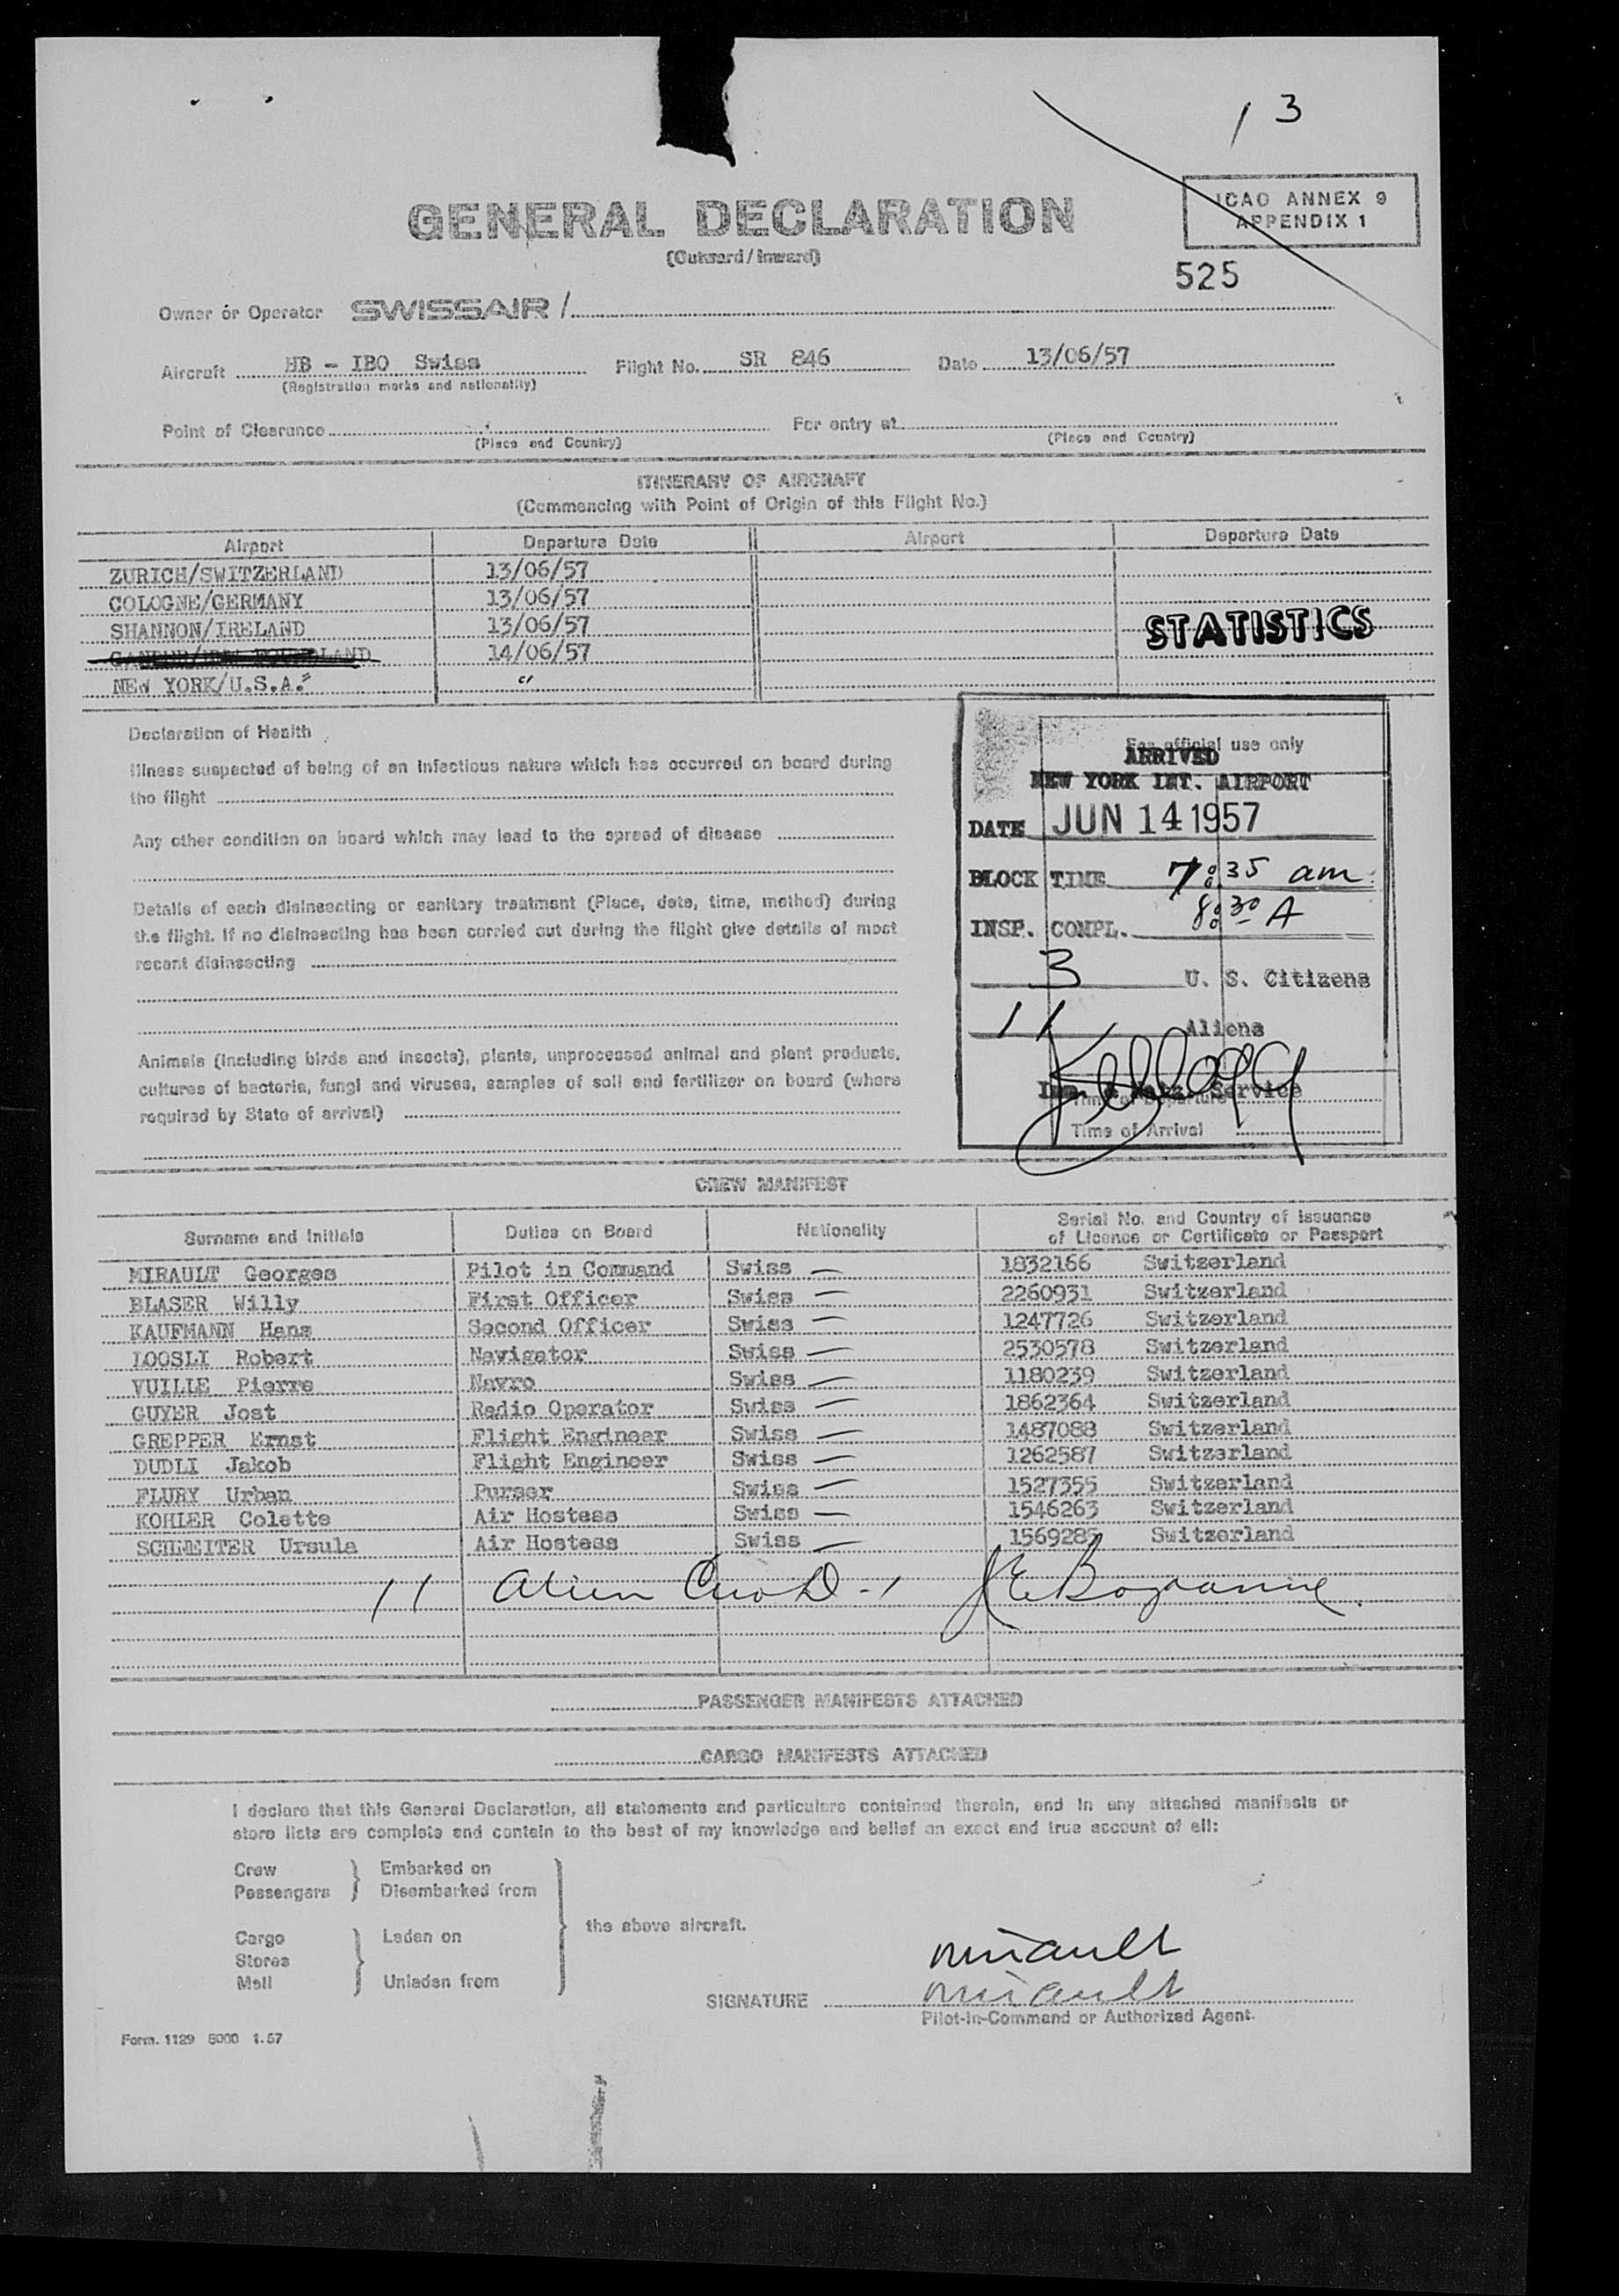 1 3
ICAO ANNEX 9
APPENDIX 1
GENERAL DECLARATION
(Outward/Inward)
525
Owner or Operator SWISSAIR /
Aircraft HB - IBO Swiss Flight No. SR 846 Date 13/06/57
(Registration marks and nationality)
Point of Clearance For entry at
(Place and Country) (Place and Country)
ITINERARY OF AIRCRAFT
(Commencing with Point of Origin of this Flight No.)
Airport Departure Date Airport Departure Date
ZURICH/SWITZERLAND 13/06/57
COLOGNE/GERMANY 13/06/57
SHANNON/IRELAND 13/06/57
STATISTICS
14/06/57
NEW YORK/U.S.A. "
Declaration of Health
Illness suspected of being of an infectious nature which has occurred on board during
the flight
Any other condition on board which may lead to the spread of disease
Details of each disinsecting or sanitary treatment (Place, date, time, method) during
the flight. If no disinsecting has been carried out during the flight give details of most
recent disinsecting
Animals (including birds and insects), plants, unprocessed animal and plant products,
cultures of bacteria, fungi and viruses, samples of soil and fertilizer on board (where
required by State of arrival)
For official use only
ARRIVED
NEW YORK INT. AIRPORT
DATE JUN 14 1957
BLOCK TIME 7:35 am
INSP. COMPL. 8:30 A
3 U. S. Citizens
11 Aliens
Kellogg
Imm. & Natz. Service
Time of Departure
Time of Arrival
CREW MANIFEST
Surname and Initials Duties on Board Nationality Serial No. and Country of Issuance
of Licence or Certificate or Passport
MIRAULT Georges Pilot in Command Swiss — 1832166 Switzerland
BLASER Willy First Officer Swiss — 2260931 Switzerland
KAUFMANN Hans Second Officer Swiss — 1247726 Switzerland
LOOSLI Robert Navigator Swiss — 2530578 Switzerland
VUILLE Pierre Navro Swiss — 1180239 Switzerland
GUYER Jost Radio Operator Swiss — 1862364 Switzerland
GREPPER Ernst Flight Engineer Swiss — 1487088 Switzerland
DUDLI Jakob Flight Engineer Swiss — 1262587 Switzerland
FLURY Urban Purser Swiss — 1527355 Switzerland
KOHLER Colette Air Hostess Swiss — 1546263 Switzerland
SCHNEITER Ursula Air Hostess Swiss — 1569285 Switzerland
11 Alien Crew D-1
PASSENGER MANIFESTS ATTACHED
CARGO MANIFESTS ATTACHED
I declare that this General Declaration, all statements and particulars contained therein, and in any attached manifests or
store lists are complete and contain to the best of my knowledge and belief an exact and true account of all:
Crew Embarked on
Passengers Disembarked from
the above aircraft.
Cargo Laden on
Stores
Mail Unladen from
Mirault
SIGNATURE Mirault
Pilot-in-Command or Authorized Agent.
Form. 1129 5000 1.57